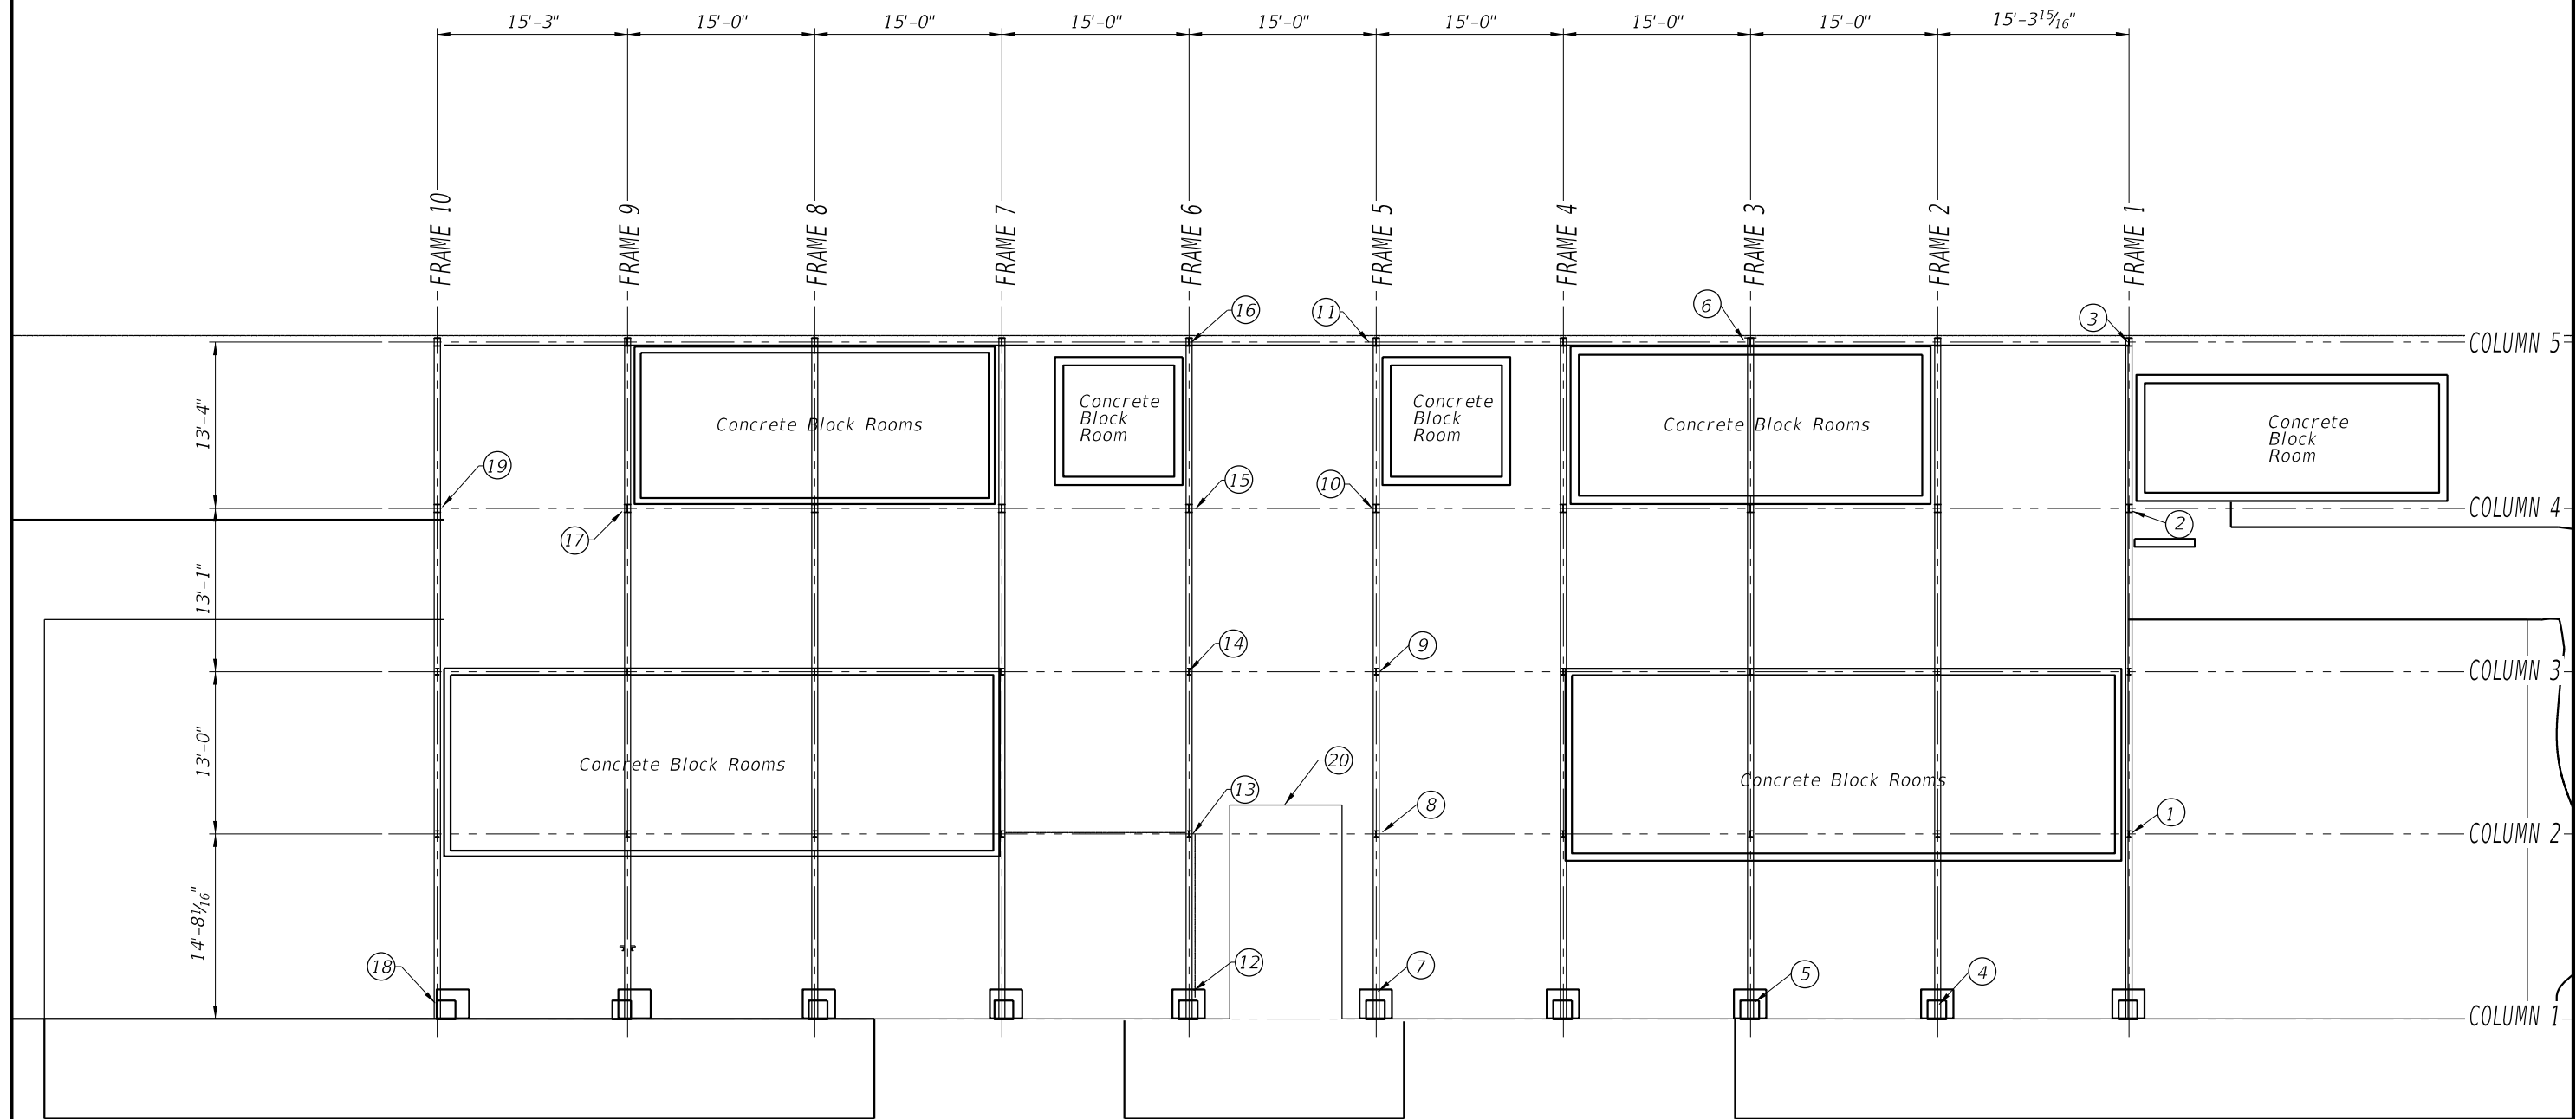 15'-3"
15'-0"
15'-0"
15'-0"
15'-0"
15'-0"
15'-0"
15'-0"
15'-3 15/16"
FRAME 10
FRAME 9
FRAME 8
FRAME 7
FRAME 6
FRAME 5
FRAME 4
FRAME 3
FRAME 2
FRAME 1
16
11
6
3
COLUMN 5
13'-4"
Concrete Block Rooms
Concrete
Block
Room
Concrete
Block
Room
Concrete Block Rooms
Concrete
Block
Room
19
15
10
COLUMN 4
17
2
13'-1"
14
9
COLUMN 3
13'-0"
Concrete Block Rooms
20
Concrete Block Rooms
13
8
1
COLUMN 2
14'-8 1/16"
18
12
7
5
4
COLUMN 1